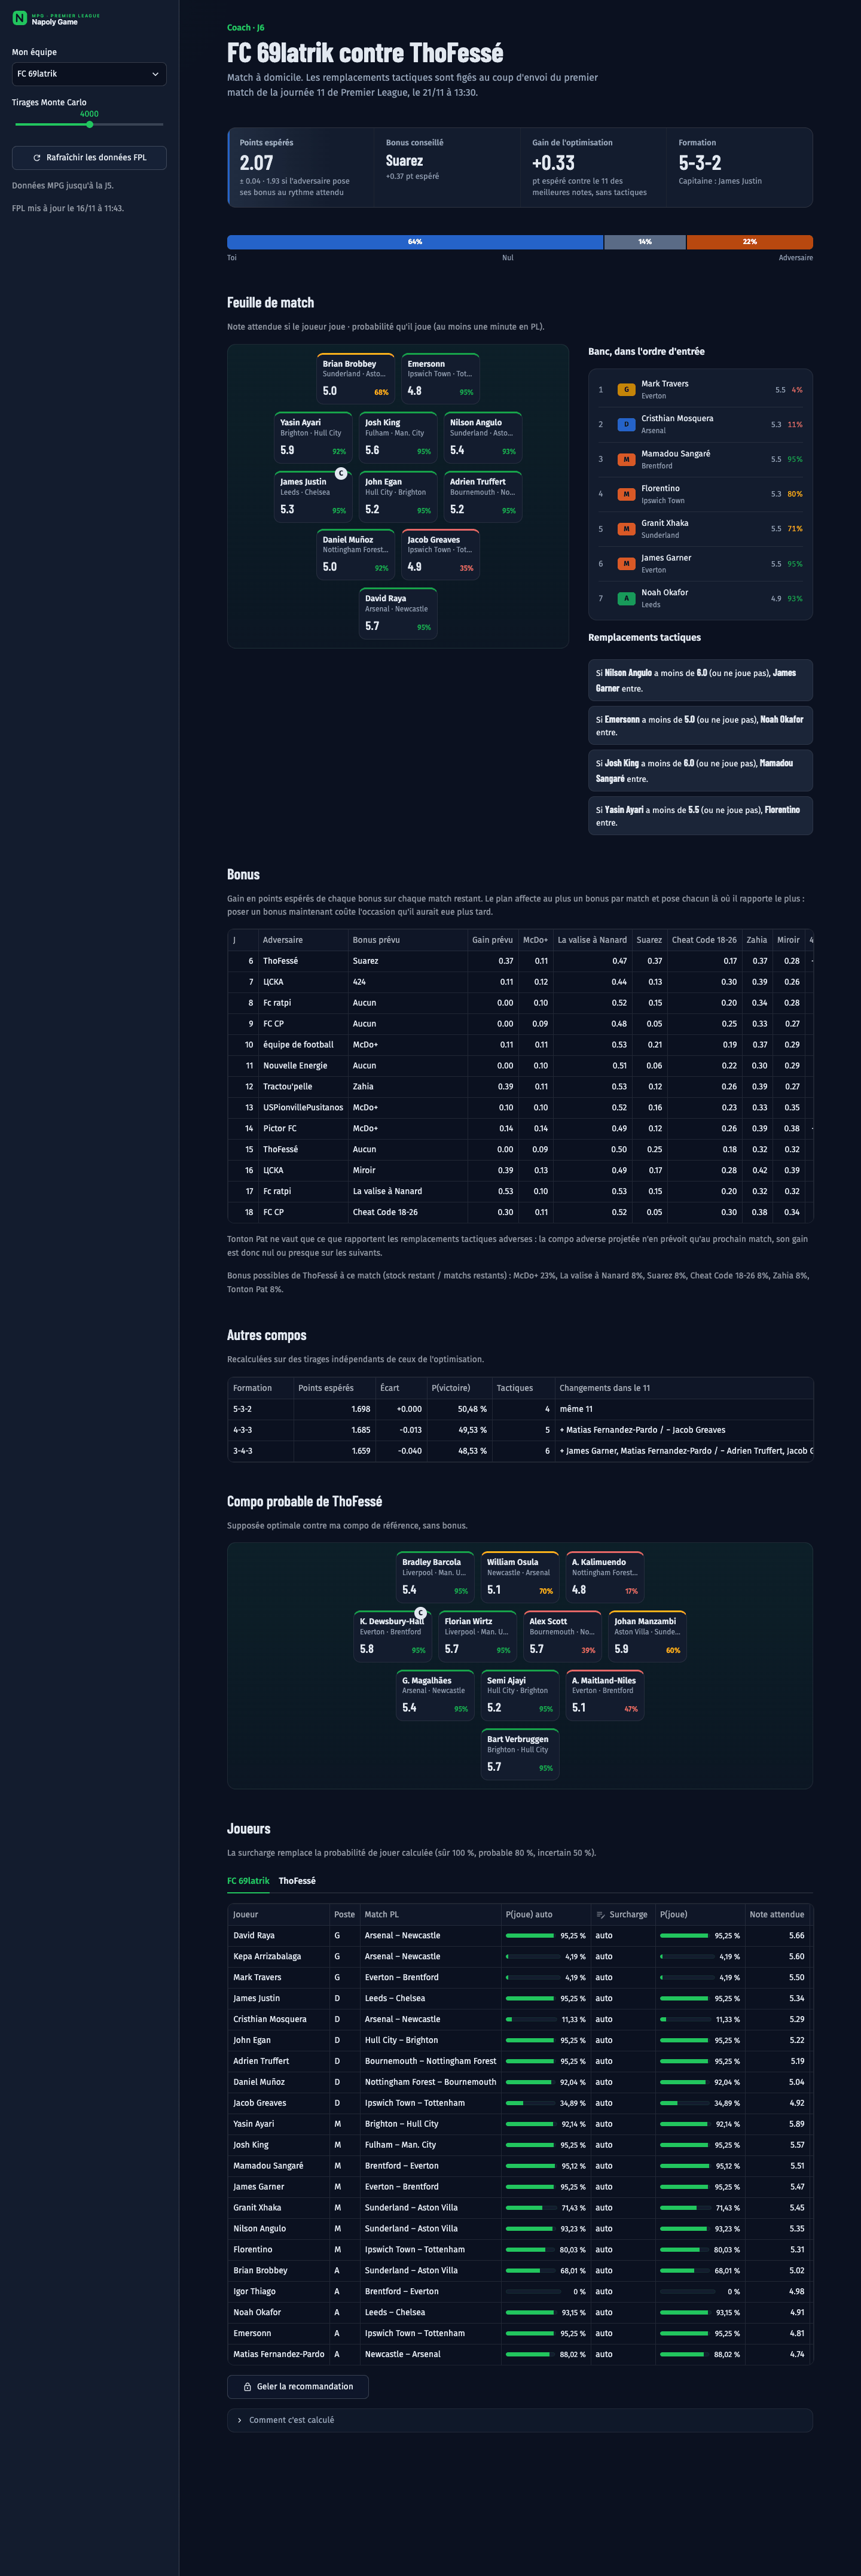 MPG · PREMIER LEAGUE
Napoly Game
Mon équipe
FC 69latrik
Tirages Monte Carlo
4000
Rafraîchir les données FPL
Données MPG jusqu'à la J5.
FPL mis à jour le 16/11 à 11:43.
Coach · J6
FC 69latrik contre ThoFessé
Match à domicile. Les remplacements tactiques sont figés au coup d'envoi du premier
match de la journée 11 de Premier League, le 21/11 à 13:30.
Points espérés
2.07
± 0.04 · 1.93 si l'adversaire pose
ses bonus au rythme attendu
Bonus conseillé
Suarez
+0.37 pt espéré
Gain de l'optimisation
+0.33
pt espéré contre le 11 des
meilleures notes, sans tactiques
Formation
5-3-2
Capitaine : James Justin
64% 14% 22%
Toi Nul Adversaire
Feuille de match
Note attendue si le joueur joue · probabilité qu'il joue (au moins une minute en PL).
Brian Brobbey
Sunderland · Asto...
5.0 68%
Emersonn
Ipswich Town · Tot...
4.8 95%
Yasin Ayari
Brighton · Hull City
5.9 92%
Josh King
Fulham · Man. City
5.6 95%
Nilson Angulo
Sunderland · Asto...
5.4 93%
C
James Justin
Leeds · Chelsea
5.3 95%
John Egan
Hull City · Brighton
5.2 95%
Adrien Truffert
Bournemouth · No...
5.2 95%
Daniel Muñoz
Nottingham Forest...
5.0 92%
Jacob Greaves
Ipswich Town · Tot...
4.9 35%
David Raya
Arsenal · Newcastle
5.7 95%
Banc, dans l'ordre d'entrée
1 G Mark Travers 5.5 4%
Everton
2 D Cristhian Mosquera 5.3 11%
Arsenal
3 M Mamadou Sangaré 5.5 95%
Brentford
4 M Florentino 5.3 80%
Ipswich Town
5 M Granit Xhaka 5.5 71%
Sunderland
6 M James Garner 5.5 95%
Everton
7 A Noah Okafor 4.9 93%
Leeds
Remplacements tactiques
Si Nilson Angulo a moins de 6.0 (ou ne joue pas), James
Garner entre.
Si Emersonn a moins de 5.0 (ou ne joue pas), Noah Okafor
entre.
Si Josh King a moins de 6.0 (ou ne joue pas), Mamadou
Sangaré entre.
Si Yasin Ayari a moins de 5.5 (ou ne joue pas), Florentino
entre.
Bonus
Gain en points espérés de chaque bonus sur chaque match restant. Le plan affecte au plus un bonus par match et pose chacun là où il rapporte le plus :
poser un bonus maintenant coûte l'occasion qu'il aurait eue plus tard.
J Adversaire Bonus prévu Gain prévu McDo+ La valise à Nanard Suarez Cheat Code 18-26 Zahia Miroir 4
6 ThoFessé Suarez 0.37 0.11 0.47 0.37 0.17 0.37 0.28 -
7 ЦСКА 424 0.11 0.12 0.44 0.13 0.30 0.39 0.26
8 Fc ratpi Aucun 0.00 0.10 0.52 0.15 0.20 0.34 0.28
9 FC CP Aucun 0.00 0.09 0.48 0.05 0.25 0.33 0.27
10 équipe de football McDo+ 0.11 0.11 0.53 0.21 0.19 0.37 0.29
11 Nouvelle Energie Aucun 0.00 0.10 0.51 0.06 0.22 0.30 0.29
12 Tractou'pelle Zahia 0.39 0.11 0.53 0.12 0.26 0.39 0.27
13 USPionvillePusitanos McDo+ 0.10 0.10 0.52 0.16 0.23 0.33 0.35
14 Pictor FC McDo+ 0.14 0.14 0.49 0.12 0.26 0.39 0.38 -
15 ThoFessé Aucun 0.00 0.09 0.50 0.25 0.18 0.32 0.32
16 ЦСКА Miroir 0.39 0.13 0.49 0.17 0.28 0.42 0.39
17 Fc ratpi La valise à Nanard 0.53 0.10 0.53 0.15 0.20 0.32 0.32
18 FC CP Cheat Code 18-26 0.30 0.11 0.52 0.05 0.30 0.38 0.34
Tonton Pat ne vaut que ce que rapportent les remplacements tactiques adverses : la compo adverse projetée n'en prévoit qu'au prochain match, son gain
est donc nul ou presque sur les suivants.
Bonus possibles de ThoFessé à ce match (stock restant / matchs restants) : McDo+ 23%, La valise à Nanard 8%, Suarez 8%, Cheat Code 18-26 8%, Zahia 8%,
Tonton Pat 8%.
Autres compos
Recalculées sur des tirages indépendants de ceux de l'optimisation.
Formation Points espérés Écart P(victoire) Tactiques Changements dans le 11
5-3-2 1.698 +0.000 50,48 % 4 même 11
4-3-3 1.685 -0.013 49,53 % 5 + Matias Fernandez-Pardo / − Jacob Greaves
3-4-3 1.659 -0.040 48,53 % 6 + James Garner, Matias Fernandez-Pardo / − Adrien Truffert, Jacob G
Compo probable de ThoFessé
Supposée optimale contre ma compo de référence, sans bonus.
Bradley Barcola
Liverpool · Man. U...
5.4 95%
William Osula
Newcastle · Arsenal
5.1 70%
A. Kalimuendo
Nottingham Forest...
4.8 17%
C
K. Dewsbury-Hall
Everton · Brentford
5.8 95%
Florian Wirtz
Liverpool · Man. U...
5.7 95%
Alex Scott
Bournemouth · No...
5.7 39%
Johan Manzambi
Aston Villa · Sunde...
5.9 60%
G. Magalhães
Arsenal · Newcastle
5.4 95%
Semi Ajayi
Hull City · Brighton
5.2 95%
A. Maitland-Niles
Everton · Brentford
5.1 47%
Bart Verbruggen
Brighton · Hull City
5.7 95%
Joueurs
La surcharge remplace la probabilité de jouer calculée (sûr 100 %, probable 80 %, incertain 50 %).
FC 69latrik ThoFessé
Joueur Poste Match PL P(joue) auto Surcharge P(joue) Note attendue
David Raya G Arsenal – Newcastle 95,25 % auto 95,25 % 5.66
Kepa Arrizabalaga G Arsenal – Newcastle 4,19 % auto 4,19 % 5.60
Mark Travers G Everton – Brentford 4,19 % auto 4,19 % 5.50
James Justin D Leeds – Chelsea 95,25 % auto 95,25 % 5.34
Cristhian Mosquera D Arsenal – Newcastle 11,33 % auto 11,33 % 5.29
John Egan D Hull City – Brighton 95,25 % auto 95,25 % 5.22
Adrien Truffert D Bournemouth – Nottingham Forest 95,25 % auto 95,25 % 5.19
Daniel Muñoz D Nottingham Forest – Bournemouth 92,04 % auto 92,04 % 5.04
Jacob Greaves D Ipswich Town – Tottenham 34,89 % auto 34,89 % 4.92
Yasin Ayari M Brighton – Hull City 92,14 % auto 92,14 % 5.89
Josh King M Fulham – Man. City 95,25 % auto 95,25 % 5.57
Mamadou Sangaré M Brentford – Everton 95,12 % auto 95,12 % 5.51
James Garner M Everton – Brentford 95,25 % auto 95,25 % 5.47
Granit Xhaka M Sunderland – Aston Villa 71,43 % auto 71,43 % 5.45
Nilson Angulo M Sunderland – Aston Villa 93,23 % auto 93,23 % 5.35
Florentino M Ipswich Town – Tottenham 80,03 % auto 80,03 % 5.31
Brian Brobbey A Sunderland – Aston Villa 68,01 % auto 68,01 % 5.02
Igor Thiago A Brentford – Everton 0 % auto 0 % 4.98
Noah Okafor A Leeds – Chelsea 93,15 % auto 93,15 % 4.91
Emersonn A Ipswich Town – Tottenham 95,25 % auto 95,25 % 4.81
Matias Fernandez-Pardo A Newcastle – Arsenal 88,02 % auto 88,02 % 4.74
Geler la recommandation
Comment c'est calculé